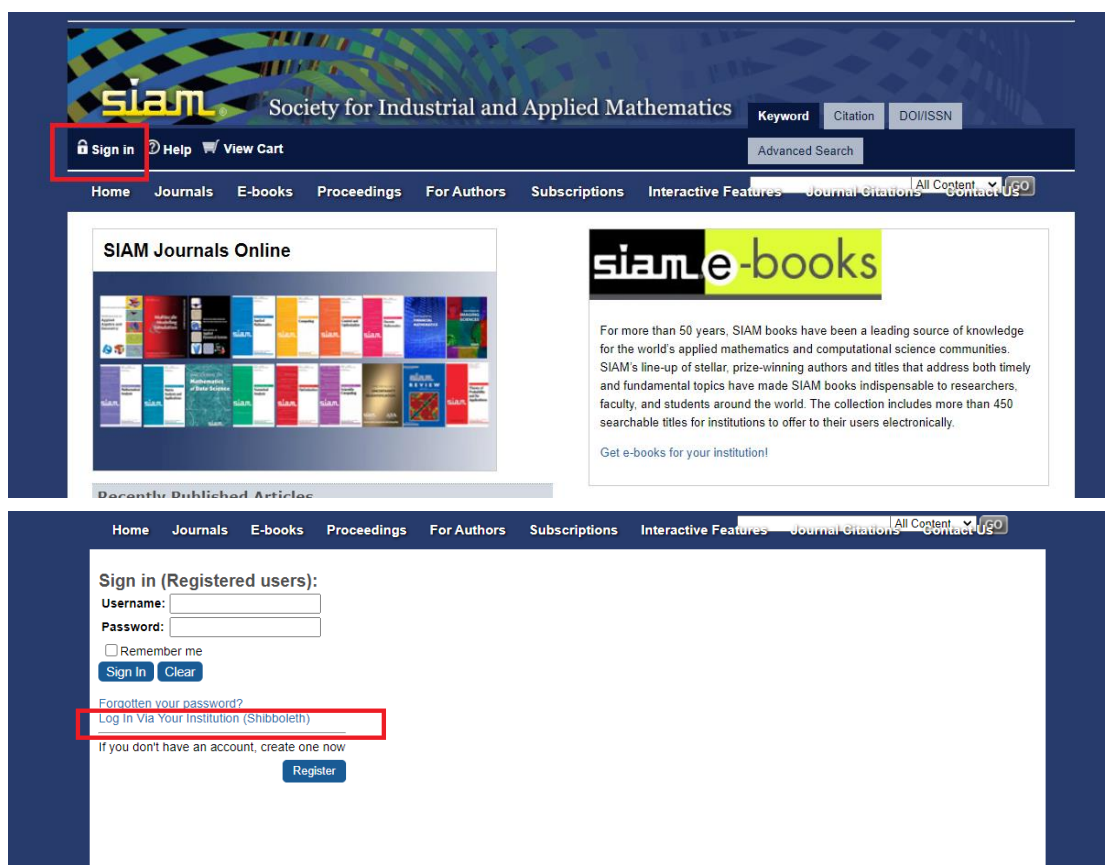 siam.
Society for Industrial and Applied Mathematics
Keyword Citation DOI/ISSN
Sign in Help View Cart
Advanced Search
Home Journals E-books Proceedings For Authors Subscriptions Interactive Features Journal Citations Contact Us
All Content GO
SIAM Journals Online
siam e-books
For more than 50 years, SIAM books have been a leading source of knowledge
for the world's applied mathematics and computational science communities.
SIAM's line-up of stellar, prize-winning authors and titles that address both timely
and fundamental topics have made SIAM books indispensable to researchers,
faculty, and students around the world. The collection includes more than 450
searchable titles for institutions to offer to their users electronically.
Get e-books for your institution!
Recently Published Articles
Home Journals E-books Proceedings For Authors Subscriptions Interactive Features Journal Citations Contact Us
All Content GO
Sign in (Registered users):
Username:
Password:
Remember me
Sign In Clear
Forgotten your password?
Log In Via Your Institution (Shibboleth)
If you don't have an account, create one now
Register